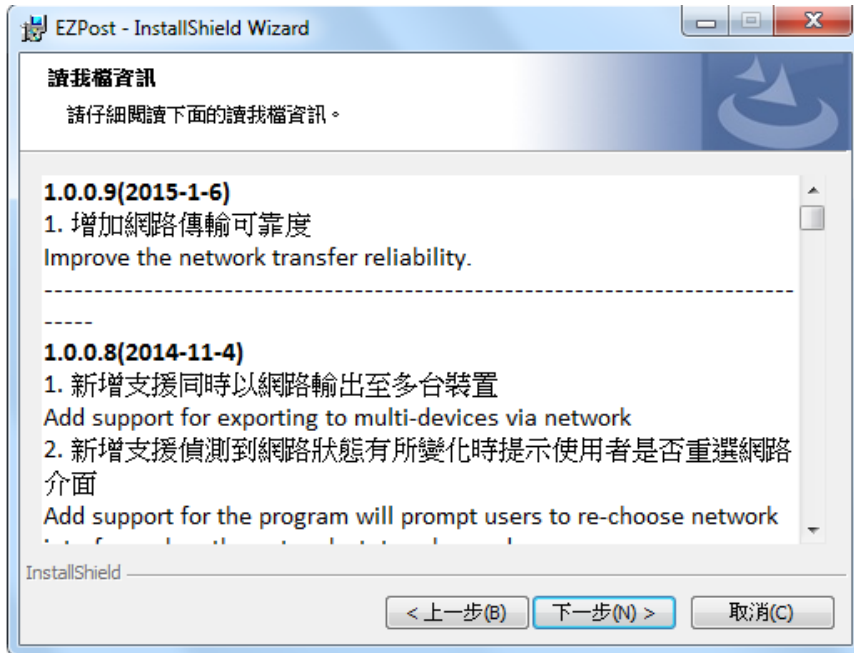 EZPost - InstallShield Wizard
讀我檔資訊
請仔細閱讀下面的讀我檔資訊。
1.0.0.9(2015-1-6)
1. 增加網路傳輸可靠度
Improve the network transfer reliability.
---------------------------------------------------------------------------
-----
1.0.0.8(2014-11-4)
1. 新增支援同時以網路輸出至多台裝置
Add support for exporting to multi-devices via network
2. 新增支援偵測到網路狀態有所變化時提示使用者是否重選網路
介面
Add support for the program will prompt users to re-choose network
InstallShield
< 上一步(B)
下一步(N) >
取消(C)